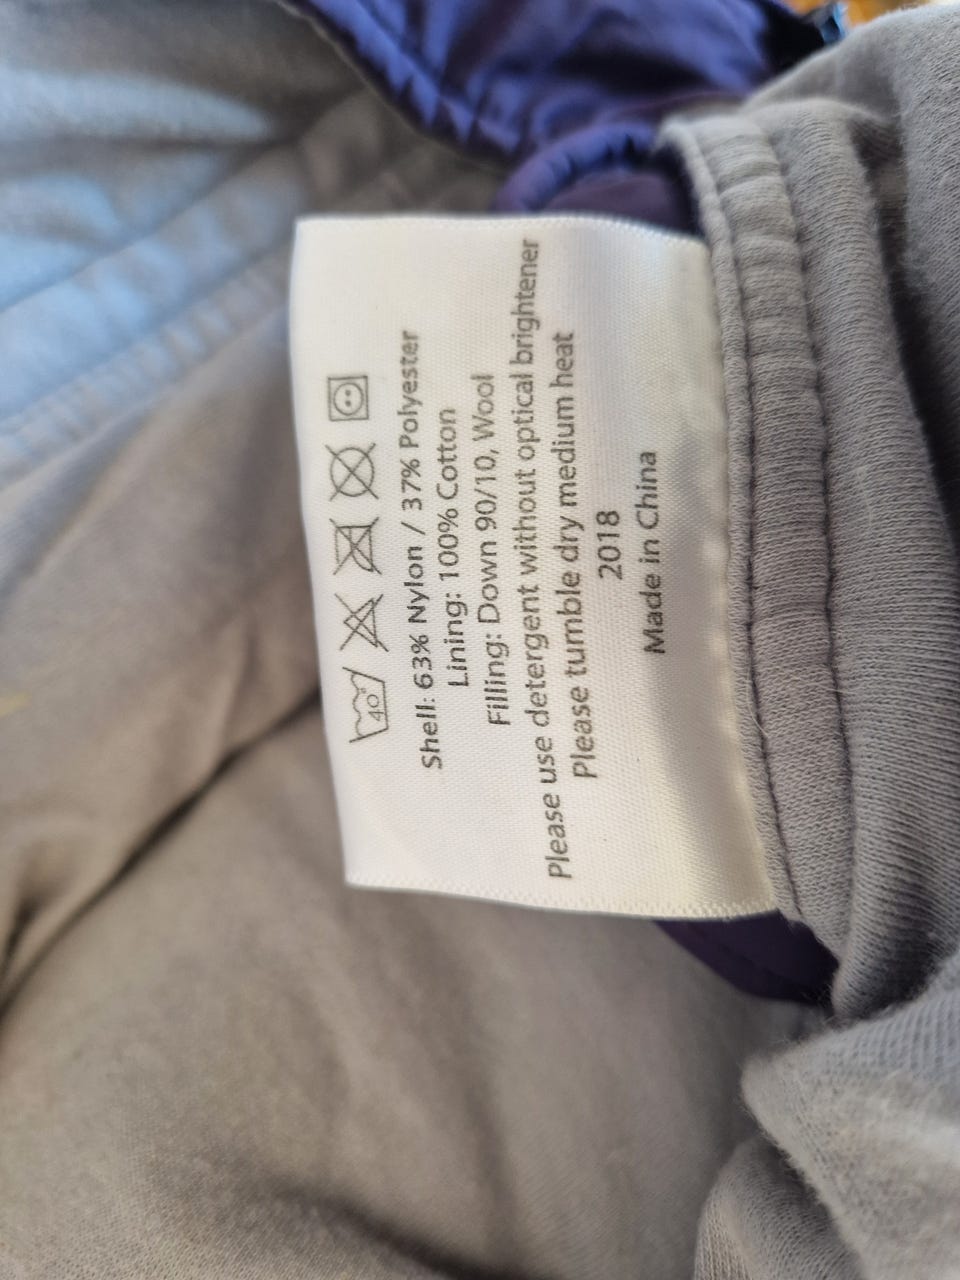 40°
Shell: 63% Nylon / 37% Polyester
Lining: 100% Cotton
Filling: Down 90/10, Wool
Please use detergent without optical brightener
Please tumble dry medium heat
2018
Made in China